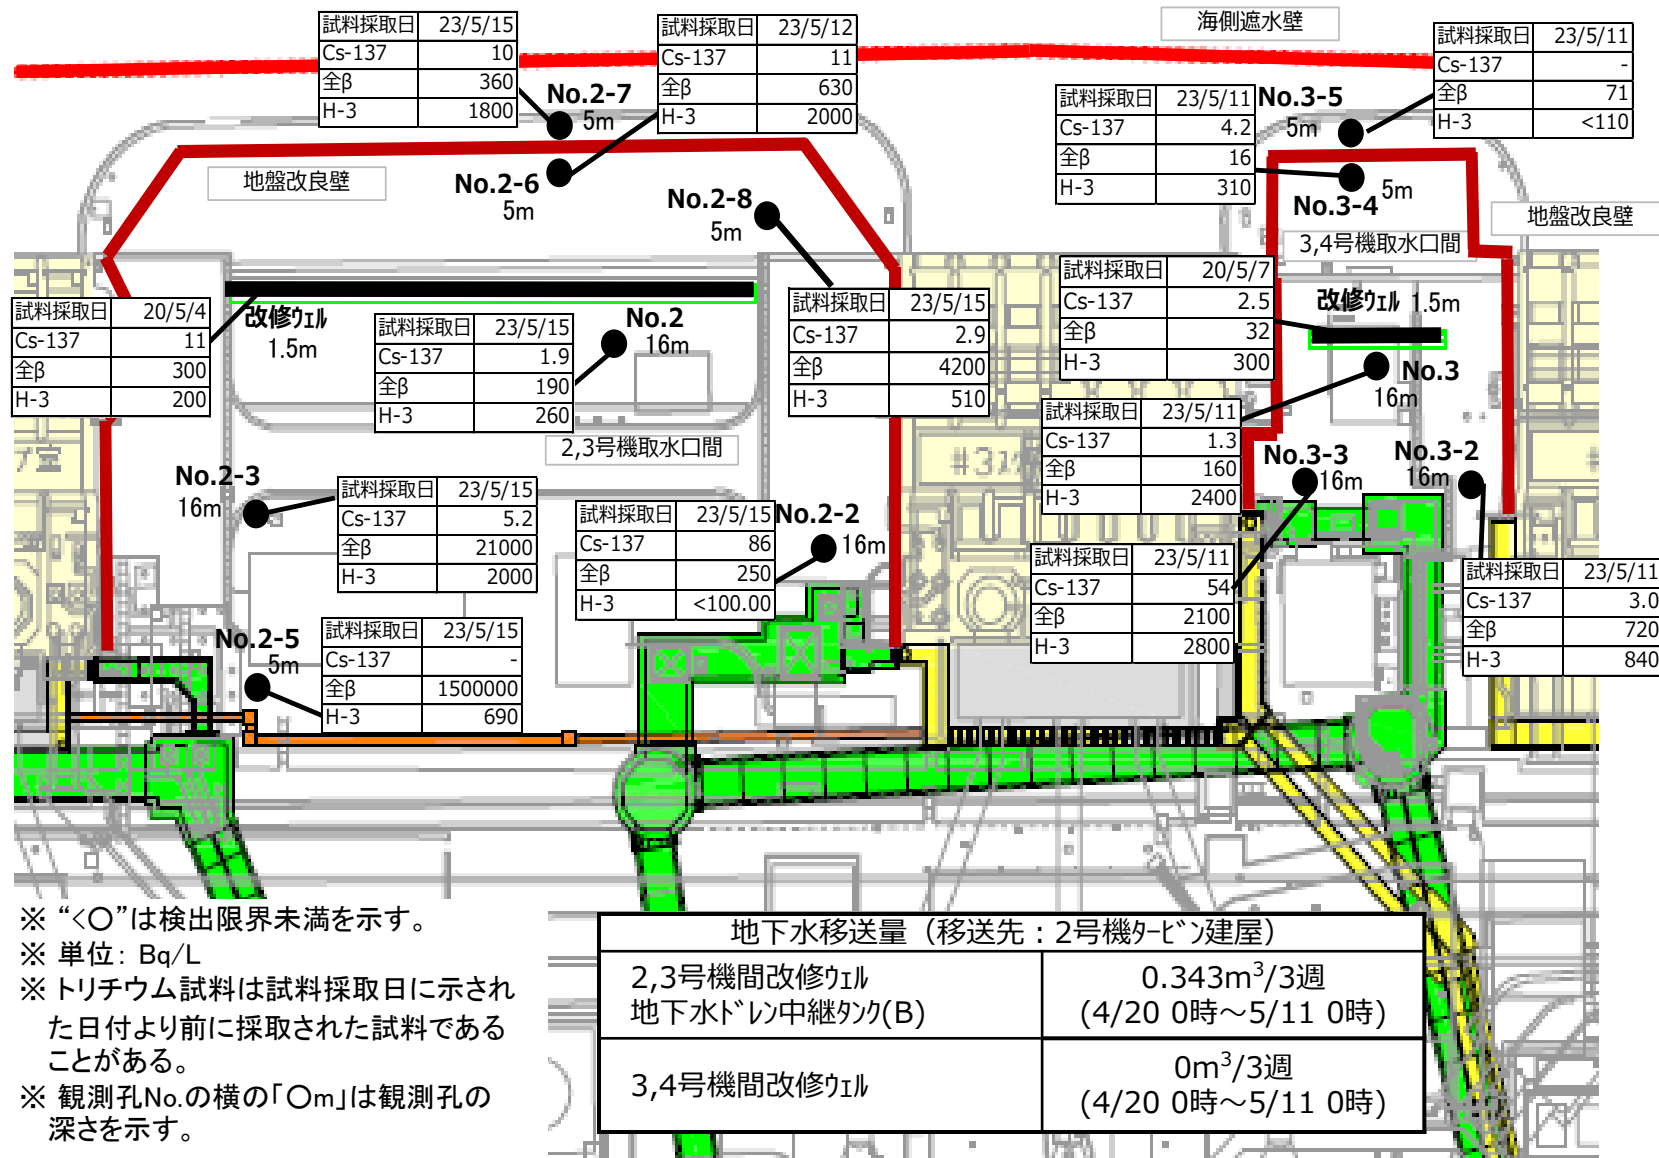 海側遮水壁
試料採取日 23/5/15
Cs-137 10
全β 360
H-3 1800
No.2-7
5m
試料採取日 23/5/12
Cs-137 11
全β 630
H-3 2000
No.2-6
5m
試料採取日 23/5/11
Cs-137 4.2
全β 16
H-3 310
No.3-5
5m
試料採取日 23/5/11
Cs-137 -
全β 71
H-3 <110
No.3-4
5m
地盤改良壁
地盤改良壁
3,4号機取水口間
No.2-8
5m
試料採取日 20/5/4
Cs-137 11
全β 300
H-3 200
改修ウェル
1.5m
試料採取日 23/5/15
Cs-137 1.9
全β 190
H-3 260
No.2
16m
試料採取日 23/5/15
Cs-137 2.9
全β 4200
H-3 510
試料採取日 20/5/7
Cs-137 2.5
全β 32
H-3 300
改修ウェル 1.5m
No.3
16m
試料採取日 23/5/11
Cs-137 1.3
全β 160
H-3 2400
2,3号機取水口間
No.2-3
16m
試料採取日 23/5/15
Cs-137 5.2
全β 21000
H-3 2000
試料採取日 23/5/15
Cs-137 86
全β 250
H-3 <100.00
No.2-2
16m
No.3-3
16m
No.3-2
16m
試料採取日 23/5/11
Cs-137 54
全β 2100
H-3 2800
試料採取日 23/5/11
Cs-137 3.0
全β 720
H-3 840
No.2-5
5m
試料採取日 23/5/15
Cs-137 -
全β 1500000
H-3 690
※ “<○”は検出限界未満を示す。
※ 単位: Bq/L
※ トリチウム試料は試料採取日に示され
た日付より前に採取された試料である
ことがある。
※ 観測孔No.の横の「○m」は観測孔の
深さを示す。
地下水移送量（移送先：2号機タービン建屋）
2,3号機間改修ウェル
地下水ドレン中継タンク(B)
0.343m³/3週
(4/20 0時～5/11 0時)
3,4号機間改修ウェル
0m³/3週
(4/20 0時～5/11 0時)